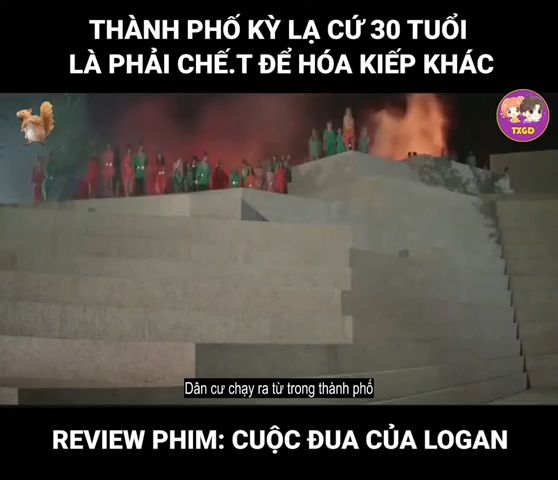 THÀNH PHỐ KỲ LẠ CỨ 30 TUỔI
LÀ PHẢI CHẾ.T ĐỂ HÓA KIẾP KHÁC
TXGD
Dân cư chạy ra từ trong thành phố
REVIEW PHIM: CUỘC ĐUA CỦA LOGAN